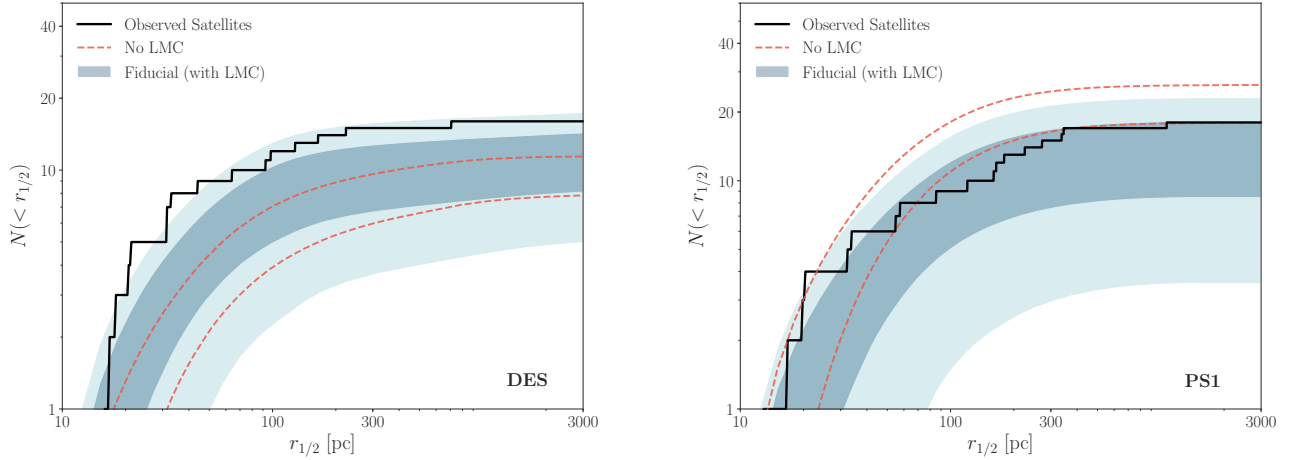 Observed Satellites
No LMC
Fiducial (with LMC)
40
20
10
1
N(< r1/2)
DES
10
100
300
3000
r1/2 [pc]
Observed Satellites
No LMC
Fiducial (with LMC)
40
20
10
1
N(< r1/2)
PS1
10
100
300
3000
r1/2 [pc]